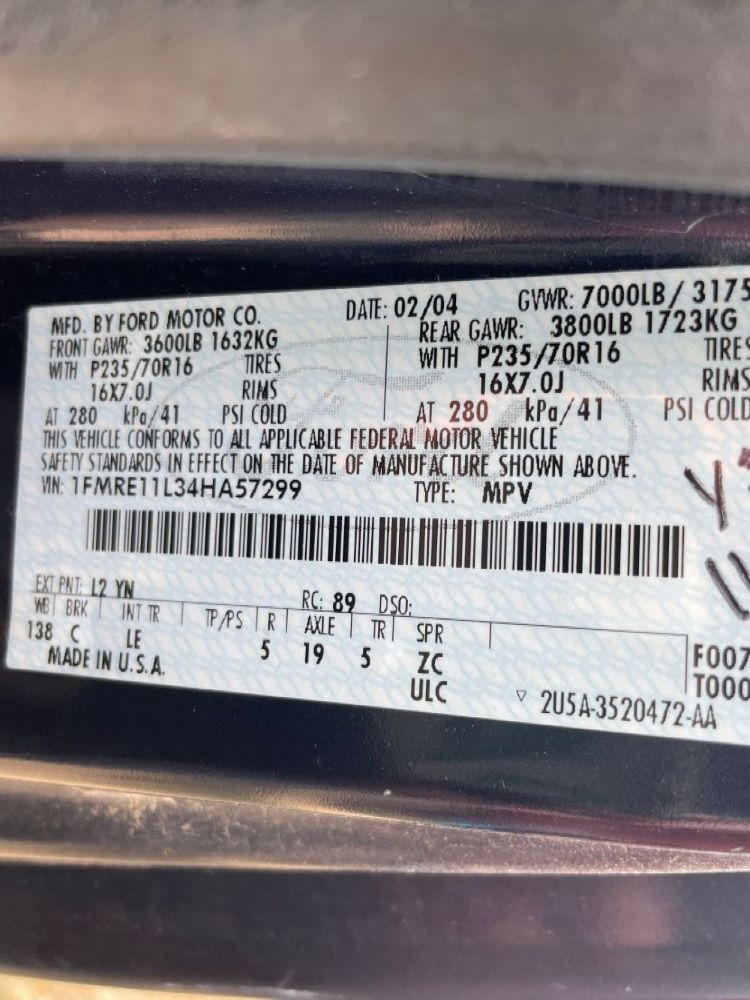 MFD. BY FORD MOTOR CO. DATE: 02/04 GVWR: 7000LB / 3175
FRONT GAWR: 3600LB 1632KG REAR GAWR: 3800LB 1723KG
WITH P235/70R16 TIRES WITH P235/70R16 TIRES
16X7.0J RIMS 16X7.0J RIMS
AT 280 kPa/41 PSI COLD AT 280 kPa/41 PSI COLD
THIS VEHICLE CONFORMS TO ALL APPLICABLE FEDERAL MOTOR VEHICLE
SAFETY STANDARDS IN EFFECT ON THE DATE OF MANUFACTURE SHOWN ABOVE.
VIN: 1FMRE11L34HA57299 TYPE: MPV
EXT PNT: L2 YN RC: 89 DSO:
WB BRK INT TR TP/PS R AXLE TR SPR
138 C LE 5 19 5 ZC
MADE IN U.S.A. ULC
F007
T000
▽ 2U5A-3520472-AA